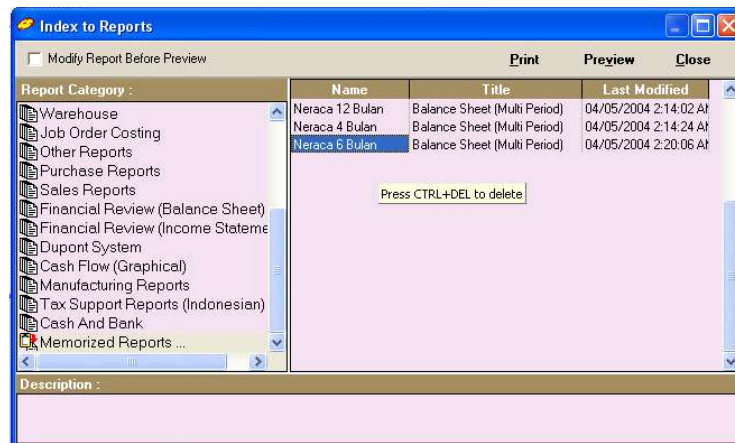 Index to Reports
Modify Report Before Preview
Print Preview Close
Report Category :
Warehouse
Job Order Costing
Other Reports
Purchase Reports
Sales Reports
Financial Review (Balance Sheet)
Financial Review (Income Stateme
Dupont System
Cash Flow (Graphical)
Manufacturing Reports
Tax Support Reports (Indonesian)
Cash And Bank
Memorized Reports ...
Name Title Last Modified
Neraca 12 Bulan Balance Sheet (Multi Period) 04/05/2004 2:14:02 AM
Neraca 4 Bulan Balance Sheet (Multi Period) 04/05/2004 2:14:24 AM
Neraca 6 Bulan Balance Sheet (Multi Period) 04/05/2004 2:20:06 AM
Press CTRL+DEL to delete
Description :